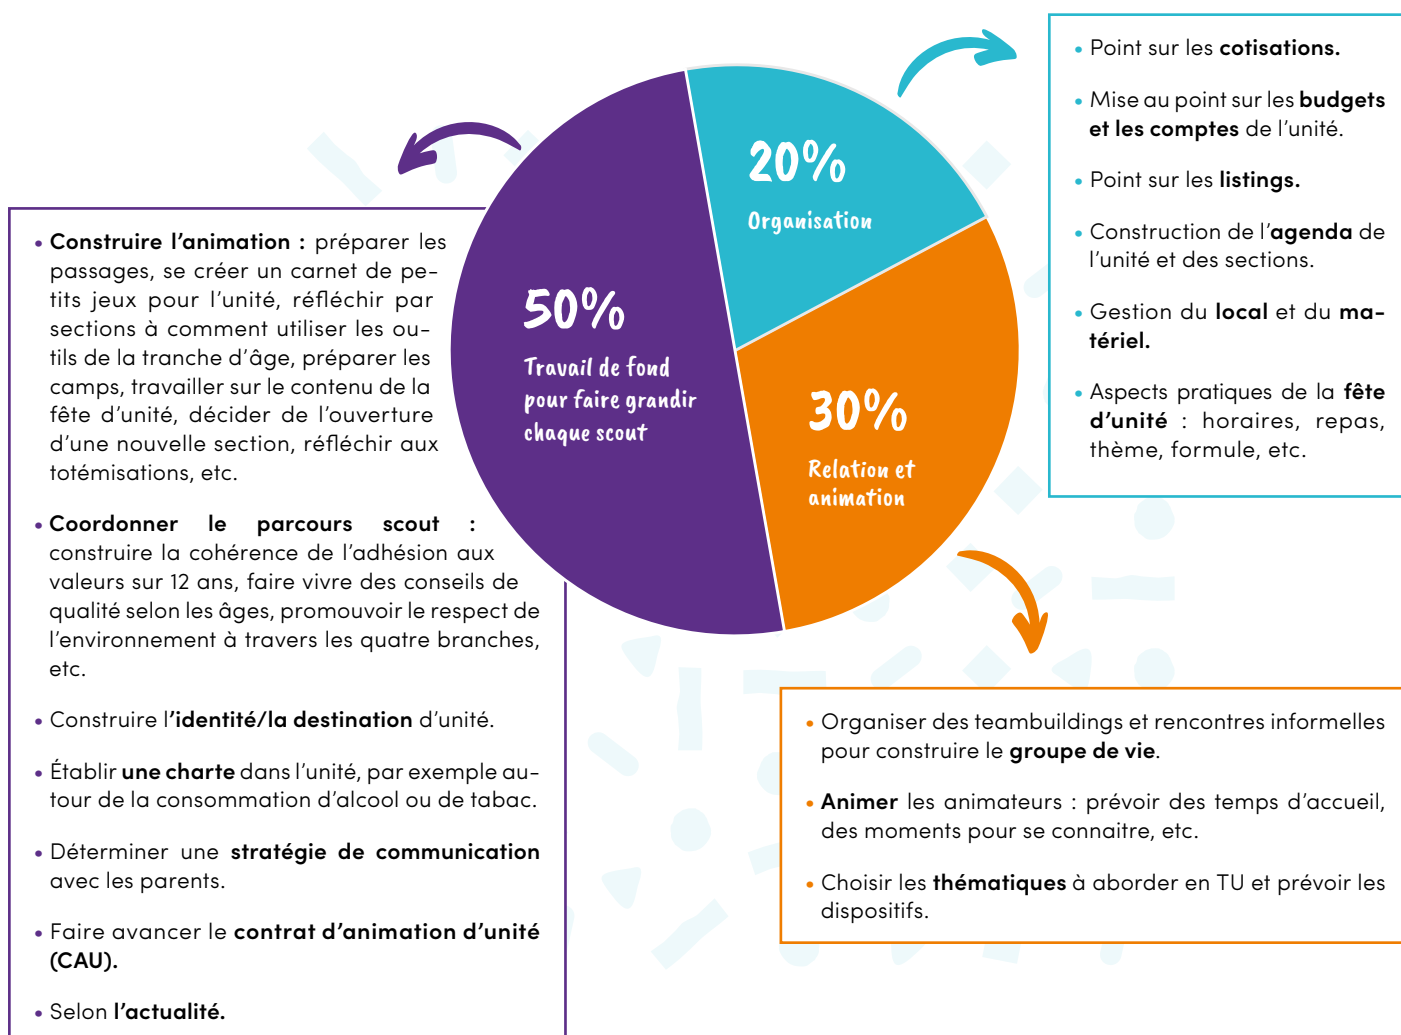 20%
Organisation
50%
Travail de fond
pour faire grandir
chaque scout
30%
Relation et
animation
• Point sur les cotisations.
• Mise au point sur les budgets
et les comptes de l’unité.
• Point sur les listings.
• Construction de l’agenda de
l’unité et des sections.
• Gestion du local et du ma-
tériel.
• Aspects pratiques de la fête
d’unité : horaires, repas,
thème, formule, etc.
• Construire l’animation : préparer les
passages, se créer un carnet de pe-
tits jeux pour l’unité, réfléchir par
sections à comment utiliser les ou-
tils de la tranche d’âge, préparer les
camps, travailler sur le contenu de la
fête d’unité, décider de l’ouverture
d’une nouvelle section, réfléchir aux
totémisations, etc.
• Coordonner le parcours scout :
construire la cohérence de l’adhésion aux
valeurs sur 12 ans, faire vivre des conseils de
qualité selon les âges, promouvoir le respect de
l’environnement à travers les quatre branches,
etc.
• Construire l’identité/la destination d’unité.
• Établir une charte dans l’unité, par exemple au-
tour de la consommation d’alcool ou de tabac.
• Déterminer une stratégie de communication
avec les parents.
• Faire avancer le contrat d’animation d’unité
(CAU).
• Selon l’actualité.
• Organiser des teambuildings et rencontres informelles
pour construire le groupe de vie.
• Animer les animateurs : prévoir des temps d’accueil,
des moments pour se connaitre, etc.
• Choisir les thématiques à aborder en TU et prévoir les
dispositifs.